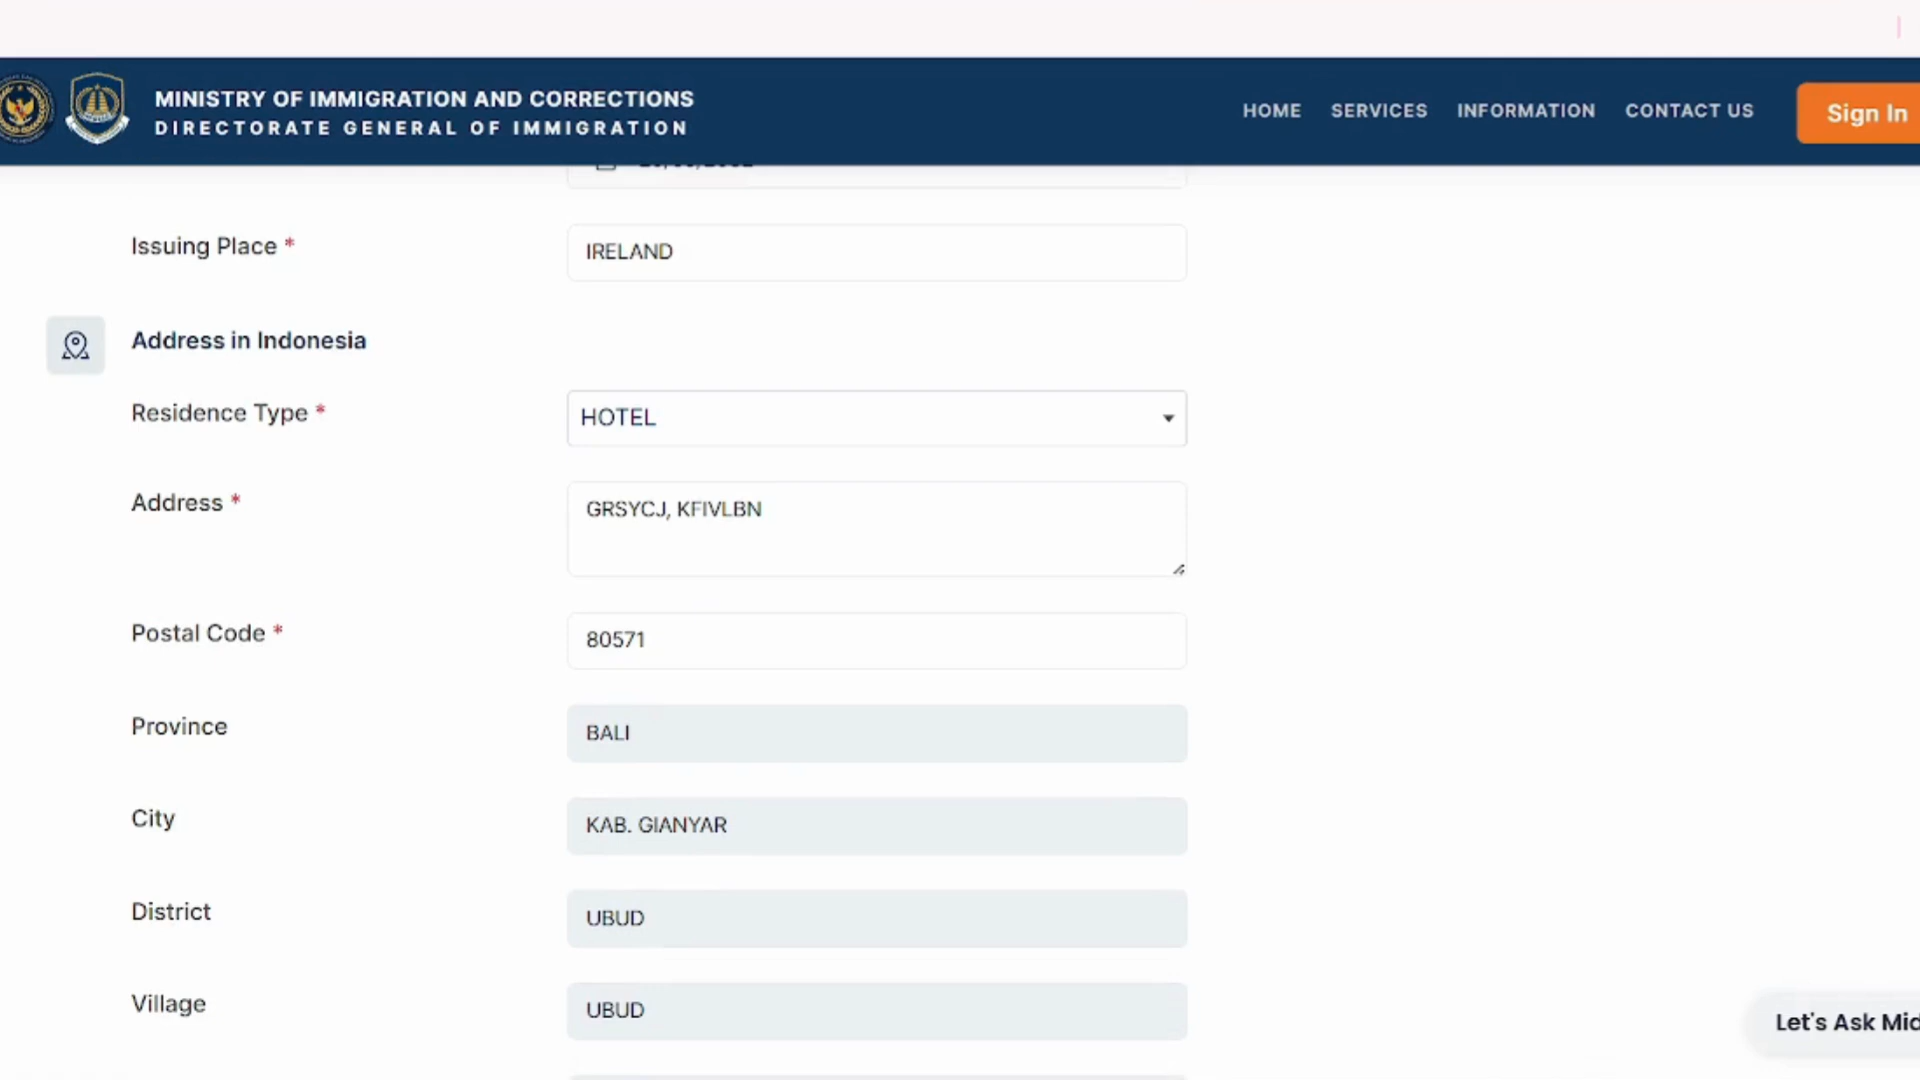 MINISTRY OF IMMIGRATION AND CORRECTIONS
DIRECTORATE GENERAL OF IMMIGRATION
HOME SERVICES INFORMATION CONTACT US Sign In
Issuing Place * IRELAND
Address in Indonesia
Residence Type * HOTEL
Address * GRSYCJ, KFIVLBN
Postal Code * 80571
Province BALI
City KAB. GIANYAR
District UBUD
Village UBUD
Let's Ask Mid